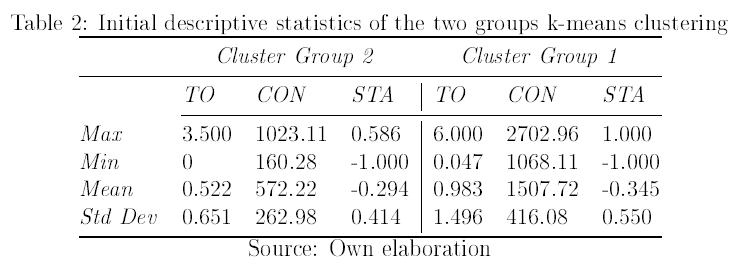 Table 2: Initial descriptive statistics of the two groups k-means clustering
Cluster Group 2 Cluster Group 1
TO CON STA TO CON STA
Max 3.500 1023.11 0.586 6.000 2702.96 1.000
Min 0 160.28 -1.000 0.047 1068.11 -1.000
Mean 0.522 572.22 -0.294 0.983 1507.72 -0.345
Std Dev 0.651 262.98 0.414 1.496 416.08 0.550
Source: Own elaboration